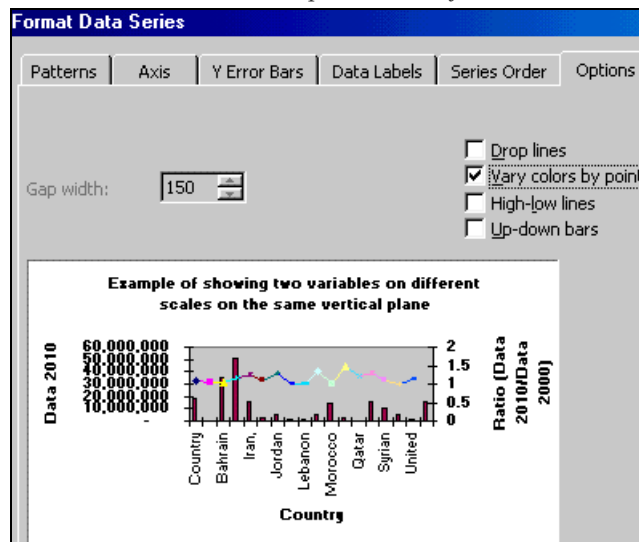 Format Data Series
Patterns Axis Y Error Bars Data Labels Series Order Options
Drop lines
Vary colors by point
Gap width: 150
High-low lines
Up-down bars
Example of showing two variables on different
scales on the same vertical plane
Data 2010
60,000,000
50,000,000
40,000,000
30,000,000
20,000,000
10,000,000
-
2
1.5
1
0.5
0
Ratio (Data
2010/Data
2000)
Country
Bahrain
Iran,
Jordan
Lebanon
Morocco
Qatar
Syrian
United
Country